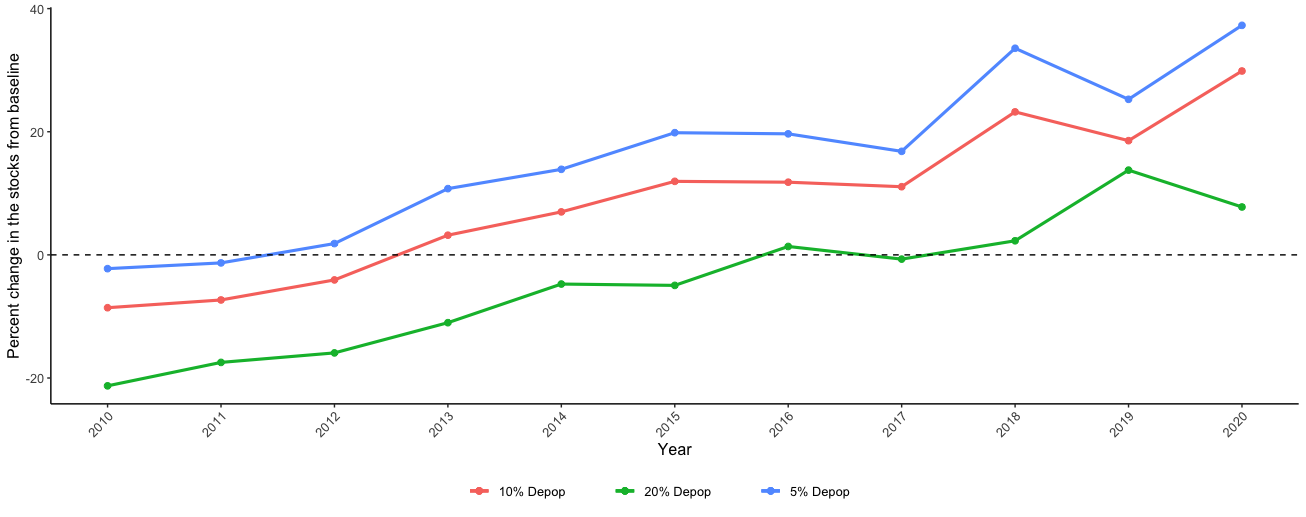 Percent change in the stocks from baseline
40
20
0
-20
2010 2011 2012 2013 2014 2015 2016 2017 2018 2019 2020
Year
10% Depop 20% Depop 5% Depop